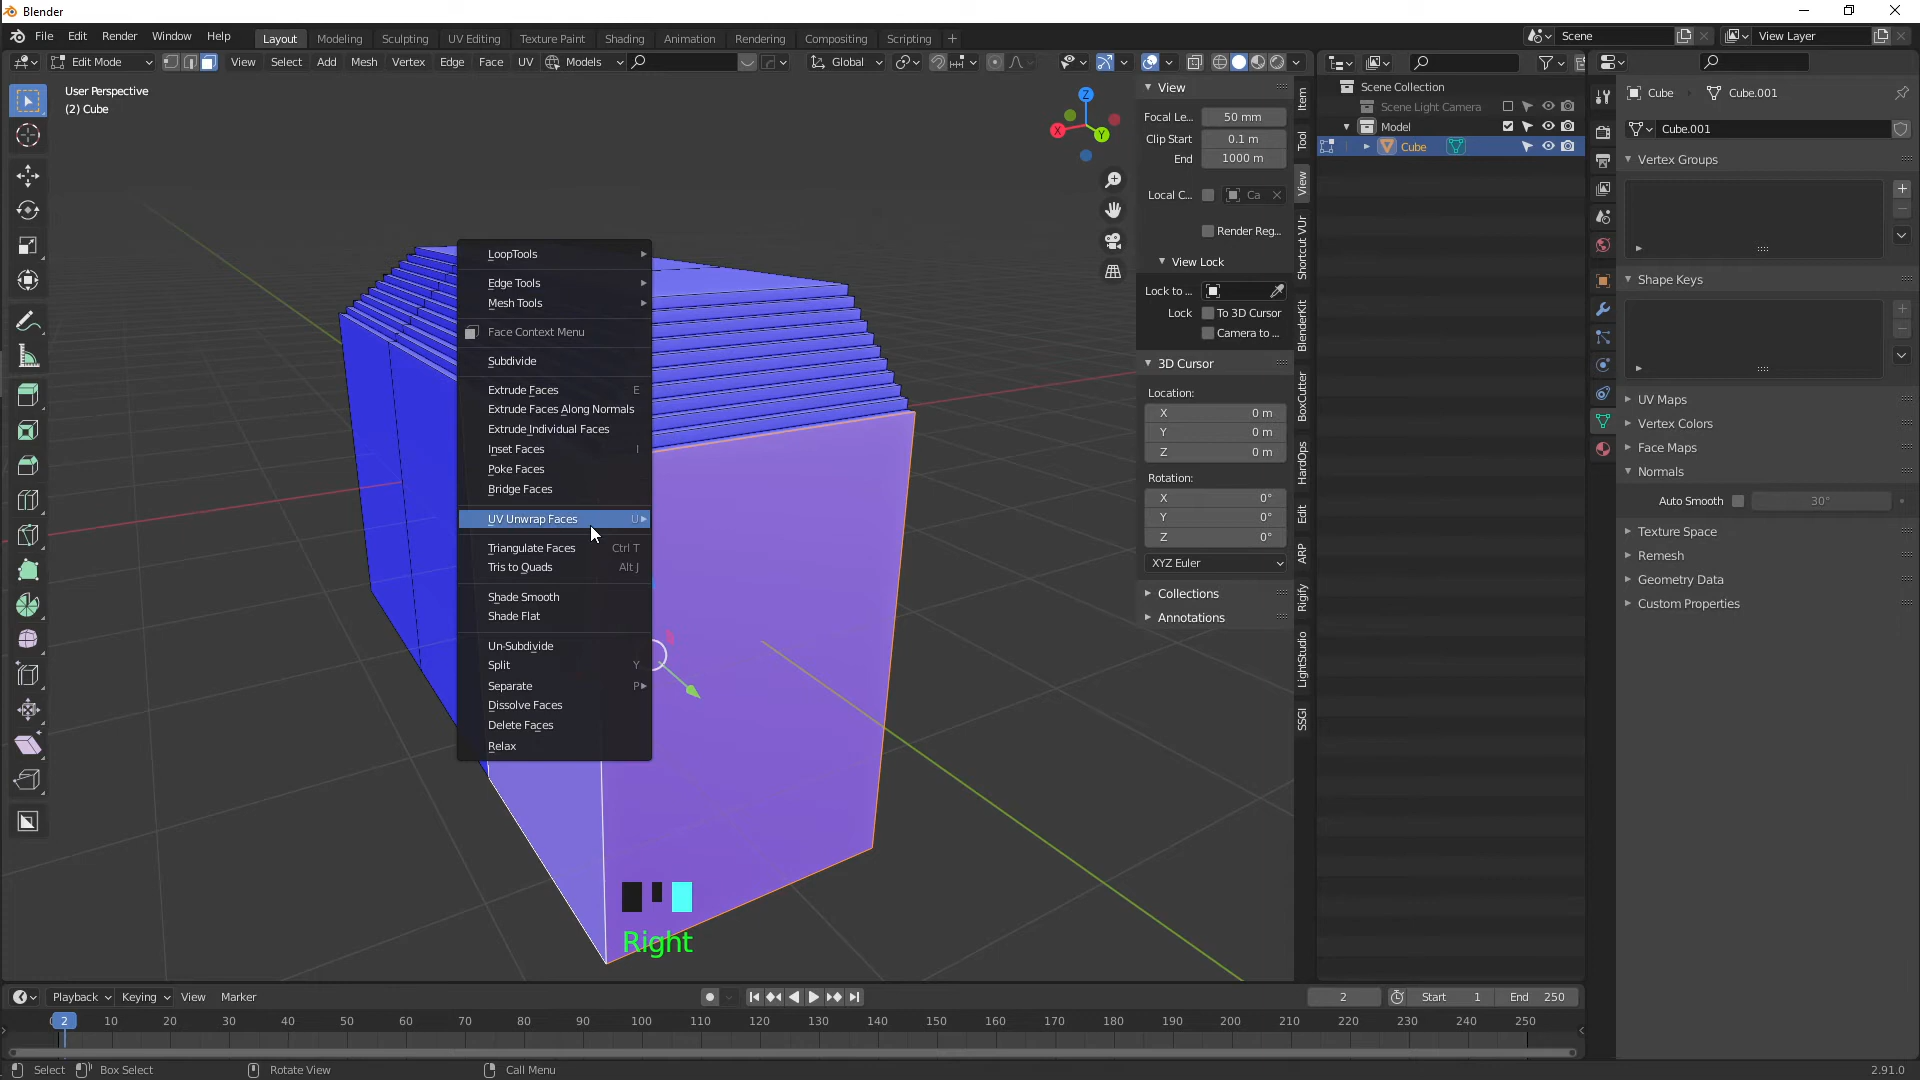 Blender
File Edit Render Window Help
Layout Modeling Sculpting UV Editing Texture Paint Shading Animation Rendering Compositing Scripting +
Scene
View Layer
Edit Mode
View Select Add Mesh Vertex Edge Face UV Models
Global
User Perspective
(2) Cube
Z
X
Y
LoopTools
Edge Tools
Mesh Tools
Face Context Menu
Subdivide
Extrude Faces E
Extrude Faces Along Normals
Extrude Individual Faces
Inset Faces I
Poke Faces
Bridge Faces
UV Unwrap Faces U
Triangulate Faces Ctrl T
Tris to Quads Alt J
Shade Smooth
Shade Flat
Un-Subdivide
Split Y
Separate P
Dissolve Faces
Delete Faces
Relax
Right
View
Focal Le... 50 mm
Clip Start 0.1 m
End 1000 m
Local C... Ca
Render Reg...
View Lock
Lock to ...
Lock To 3D Cursor
Camera to ...
3D Cursor
Location:
X 0 m
Y 0 m
Z 0 m
Rotation:
X 0°
Y 0°
Z 0°
XYZ Euler
Collections
Annotations
Item
Tool
View
Shortcut VUr
BlenderKit
BoxCutter
HardOps
Edit
ARP
Rigify
LightStudio
SSGI
Scene Collection
Scene Light Camera
Model
Cube
Cube Cube.001
Cube.001
Vertex Groups
Shape Keys
UV Maps
Vertex Colors
Face Maps
Normals
Auto Smooth 30°
Texture Space
Remesh
Geometry Data
Custom Properties
Playback Keying View Marker
2 Start 1 End 250
2 10 20 30 40 50 60 70 80 90 100 110 120 130 140 150 160 170 180 190 200 210 220 230 240 250
Select Box Select Rotate View Call Menu 2.91.0